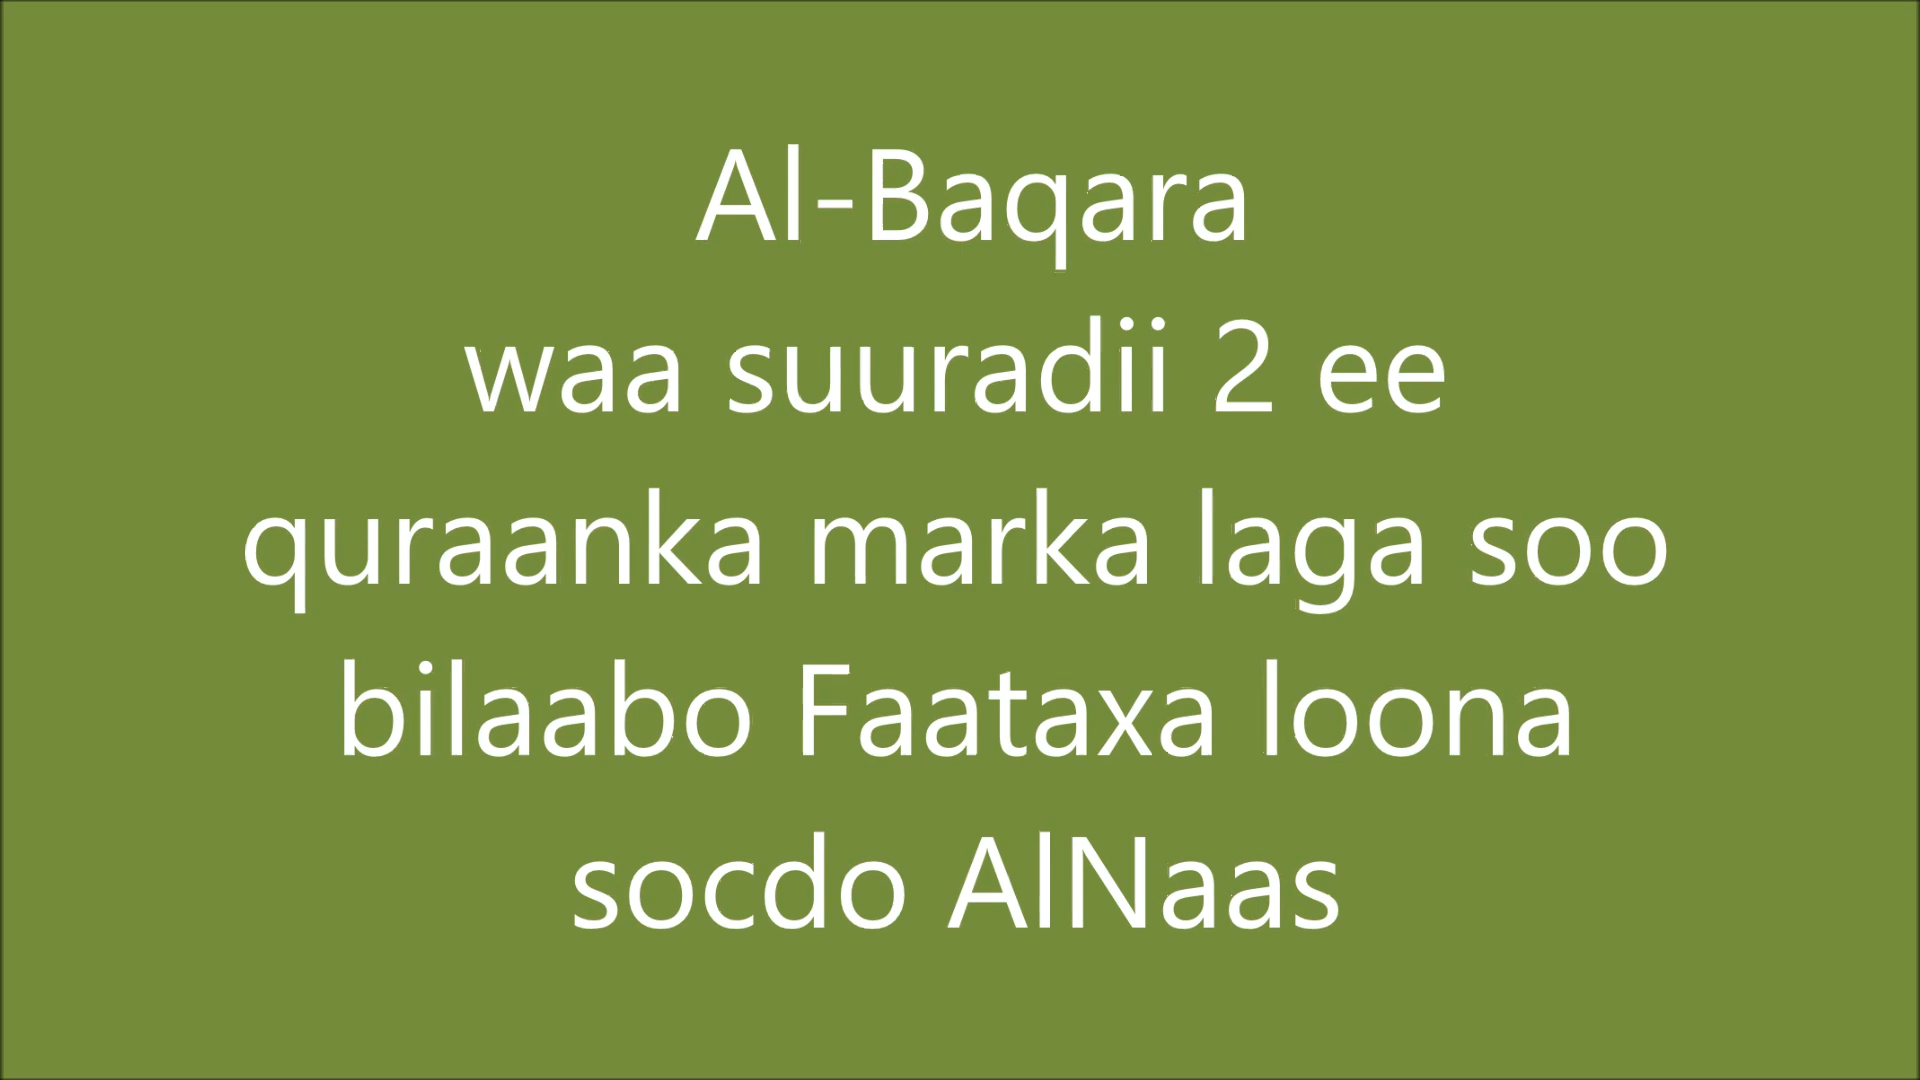 Al-Baqara
waa suuradii 2 ee
quraanka marka laga soo
bilaabo Faataxa loona
socdo AlNaas